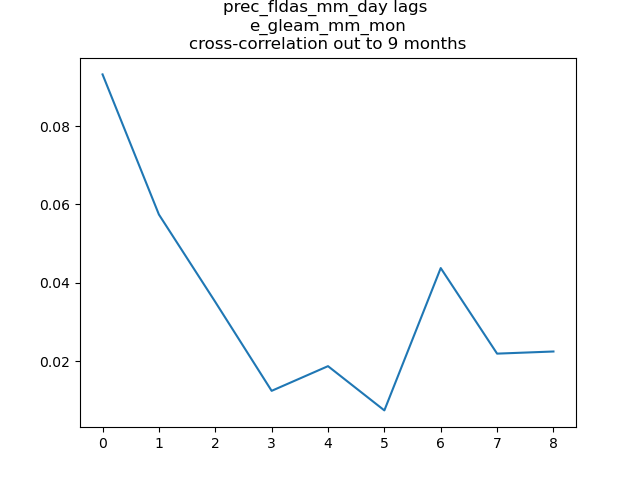 prec_fldas_mm_day lags
e_gleam_mm_mon
cross-correlation out to 9 months
0.08
0.06
0.04
0.02
0 1 2 3 4 5 6 7 8